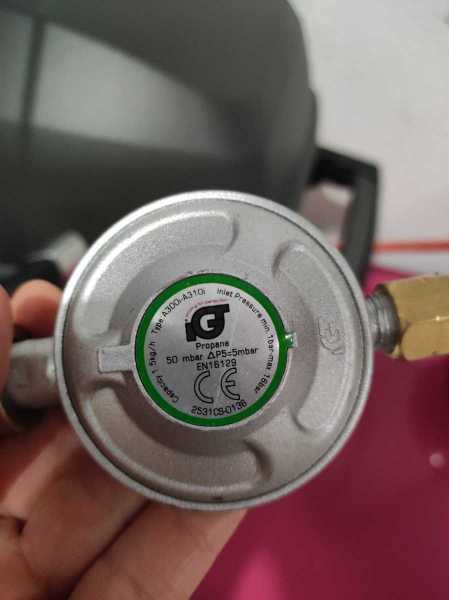 Capacity 1,5kg/h Type A300i-A310i Inlet Pressure min.1bar-max.16bar
iGT
Propane
50 mbar ΔP5=5mbar
EN16129
CE
2531CS-0136